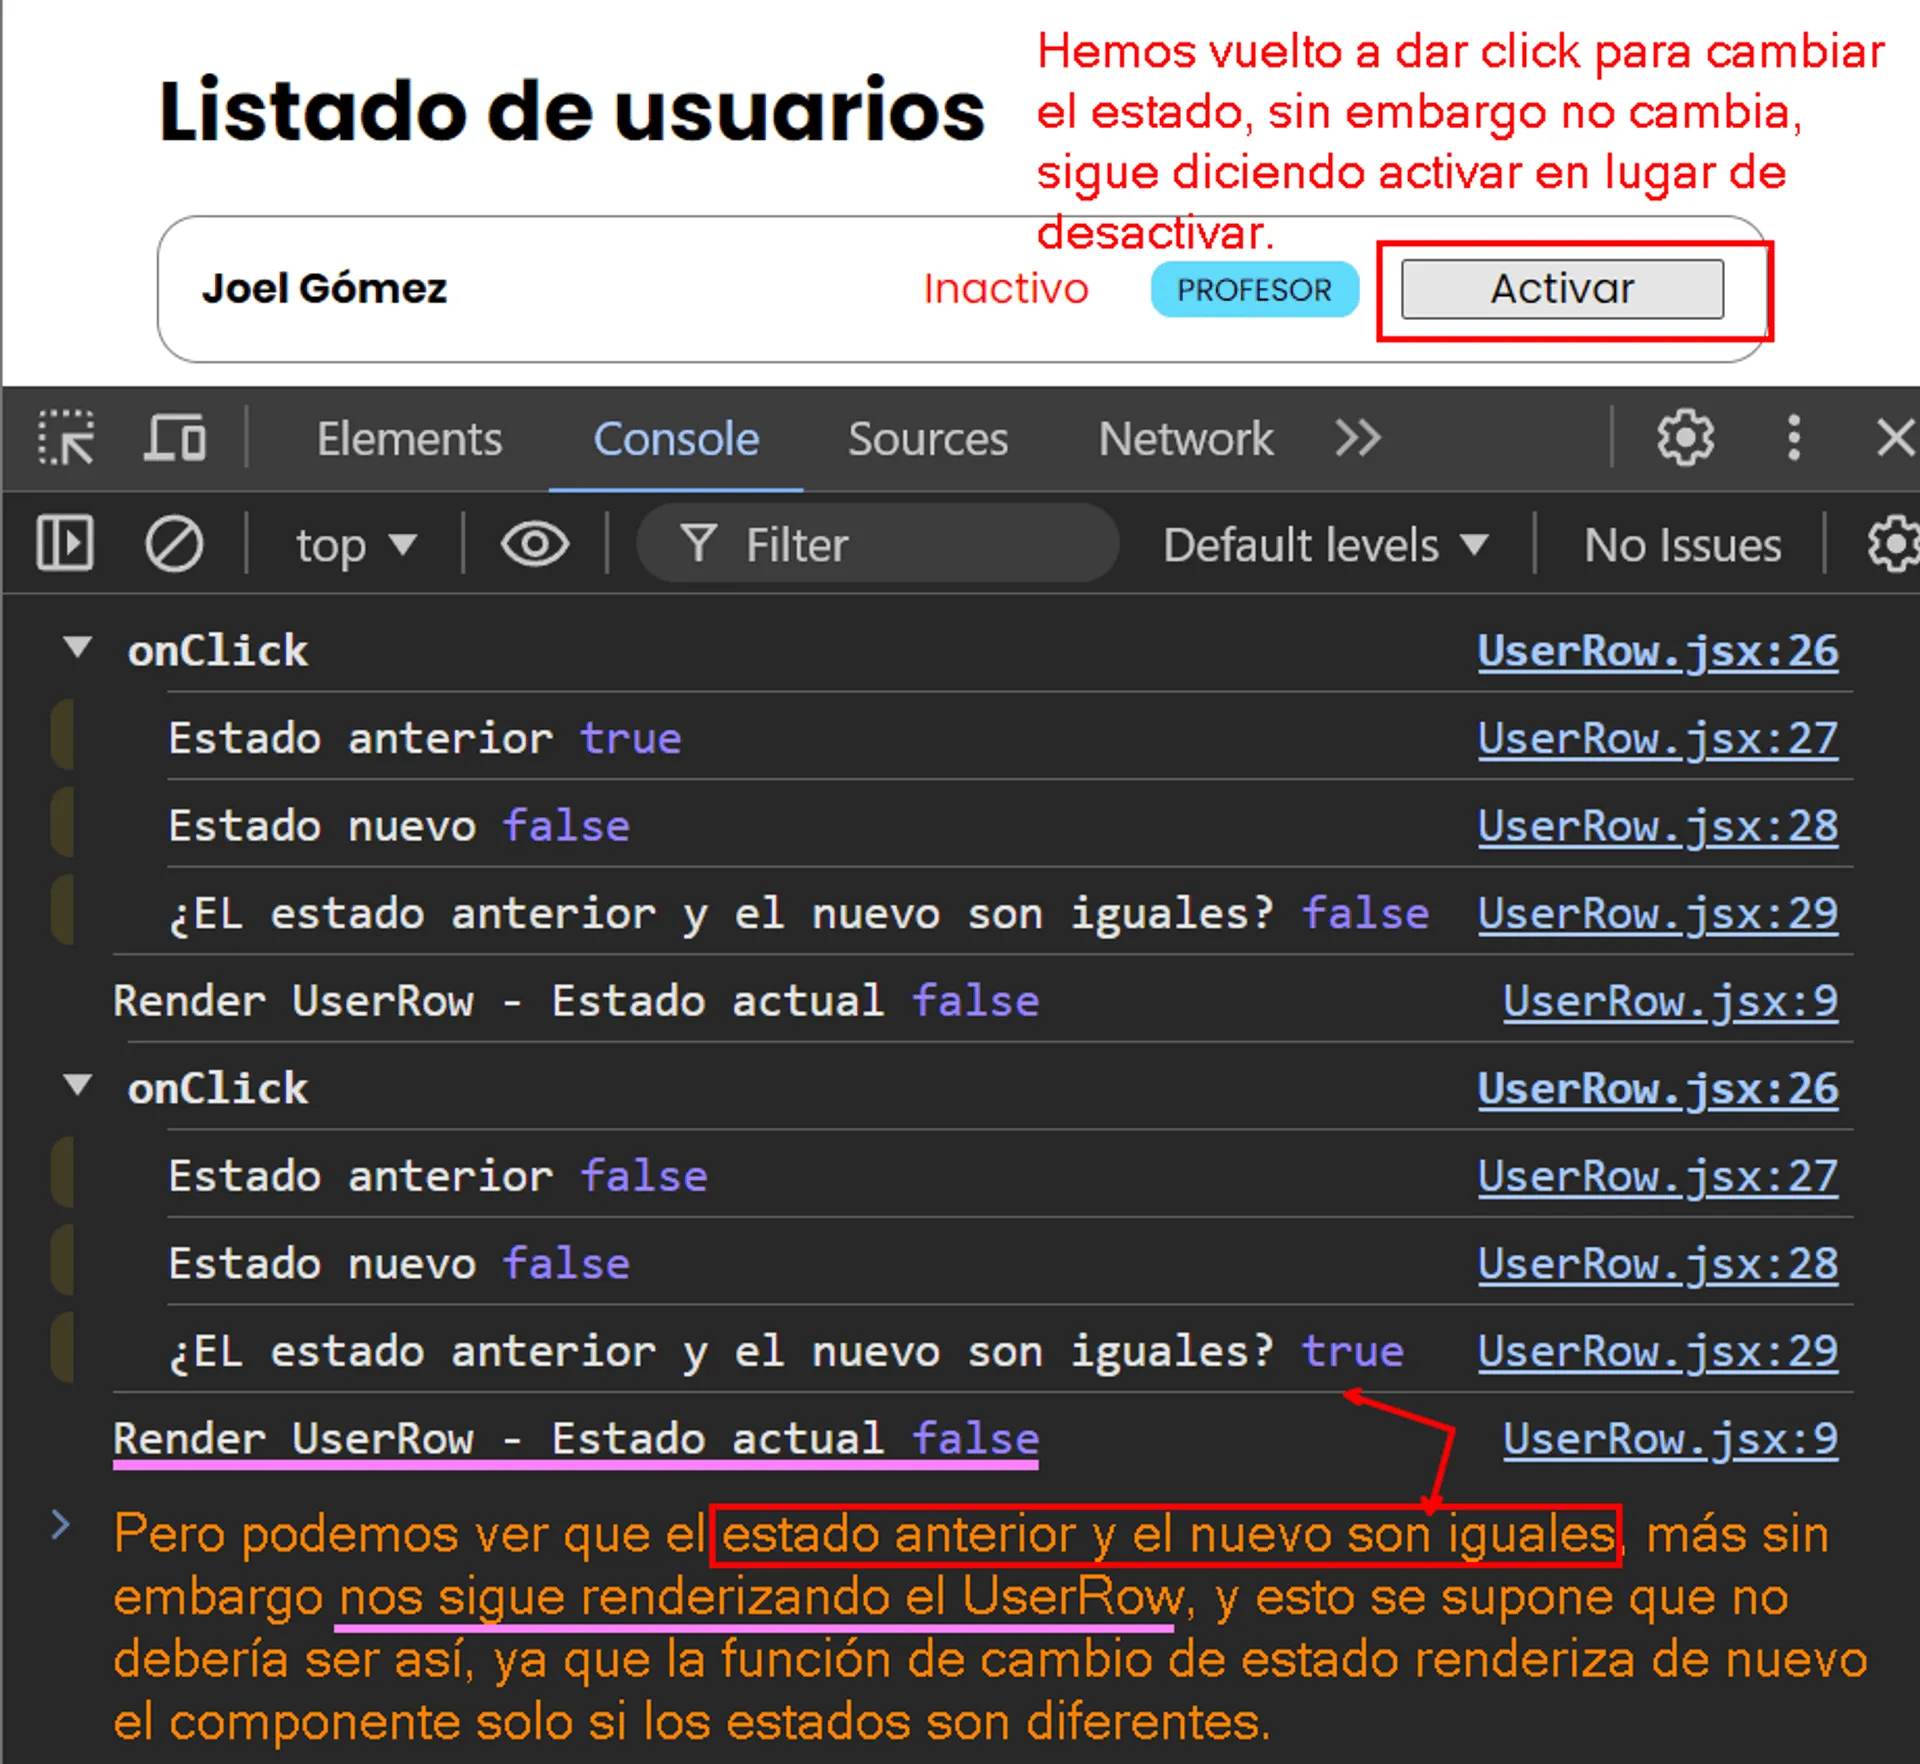 Hemos vuelto a dar click para cambiar
el estado, sin embargo no cambia,
sigue diciendo activar en lugar de
desactivar.
Listado de usuarios
Joel Gómez
Inactivo
PROFESOR
Activar
Elements
Console
Sources
Network
top
Filter
Default levels
No Issues
onClick UserRow.jsx:26
Estado anterior true UserRow.jsx:27
Estado nuevo false UserRow.jsx:28
¿EL estado anterior y el nuevo son iguales? false UserRow.jsx:29
Render UserRow - Estado actual false UserRow.jsx:9
onClick UserRow.jsx:26
Estado anterior false UserRow.jsx:27
Estado nuevo false UserRow.jsx:28
¿EL estado anterior y el nuevo son iguales? true UserRow.jsx:29
Render UserRow - Estado actual false UserRow.jsx:9
Pero podemos ver que el estado anterior y el nuevo son iguales, más sin
embargo nos sigue renderizando el UserRow, y esto se supone que no
debería ser así, ya que la función de cambio de estado renderiza de nuevo
el componente solo si los estados son diferentes.